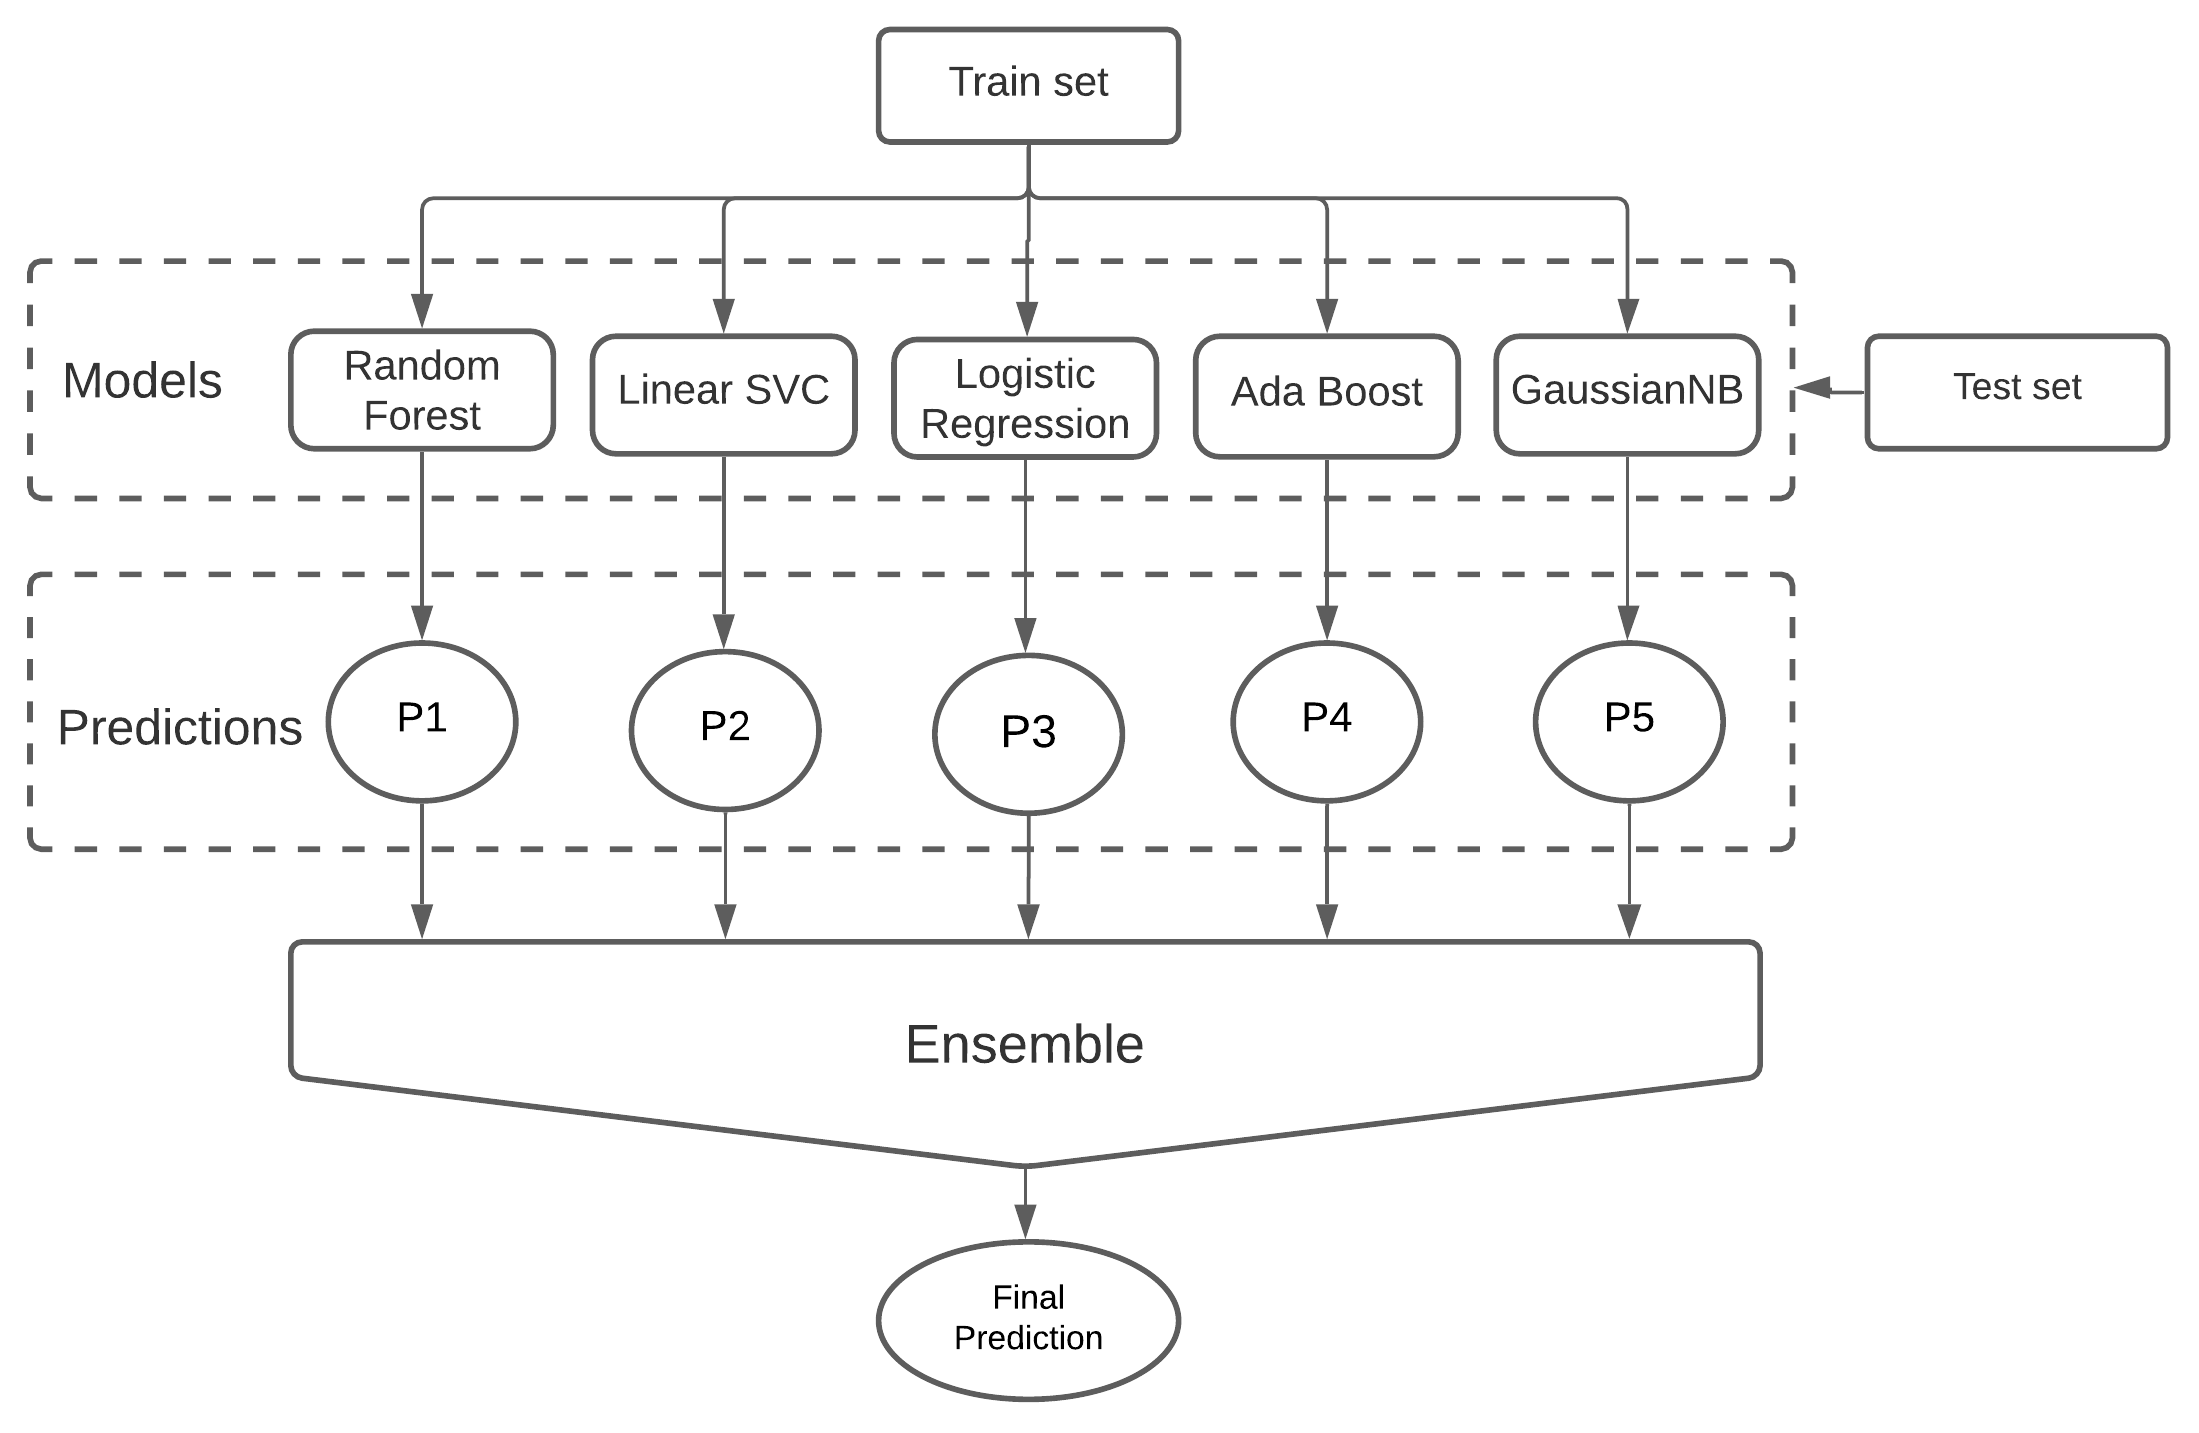 Train set
Models
Random
Forest
Linear SVC
Logistic
Regression
Ada Boost
GaussianNB
Test set
Predictions
P1
P2
P3
P4
P5
Ensemble
Final
Prediction